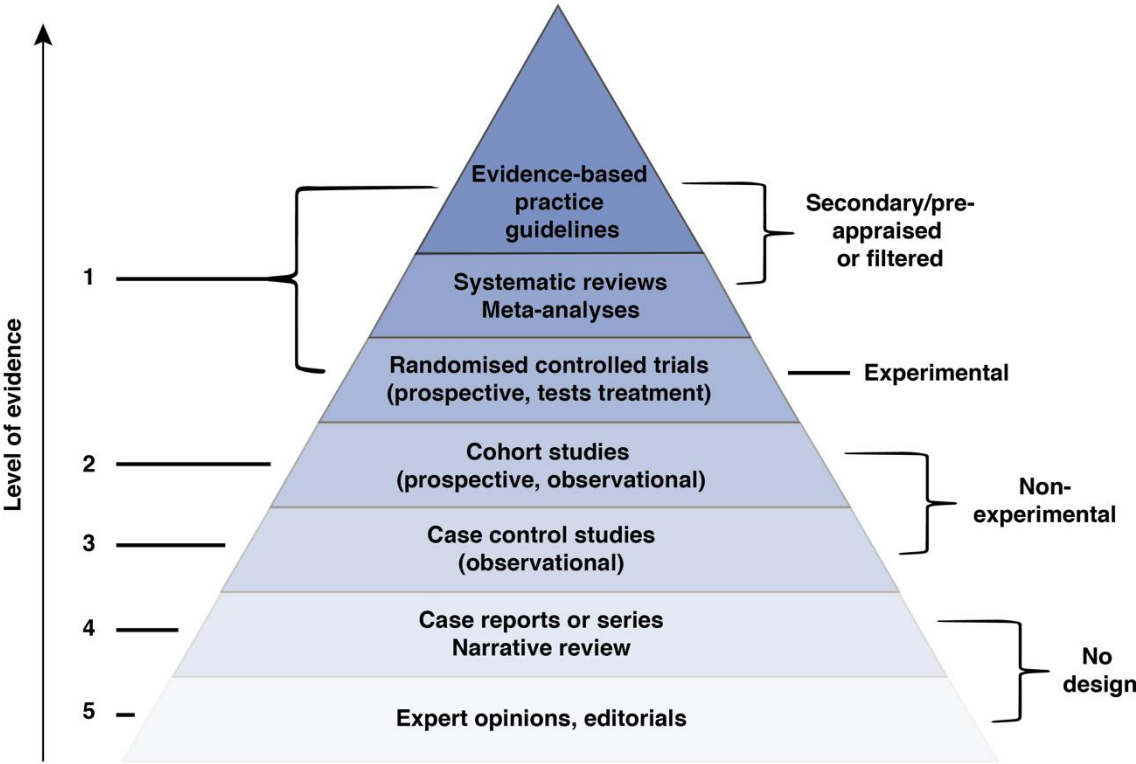 Level of evidence
1
2
3
4
5
Evidence-based
practice
guidelines
Systematic reviews
Meta-analyses
Randomised controlled trials
(prospective, tests treatment)
Cohort studies
(prospective, observational)
Case control studies
(observational)
Case reports or series
Narrative review
Expert opinions, editorials
Secondary/pre-
appraised
or filtered
Experimental
Non-
experimental
No
design